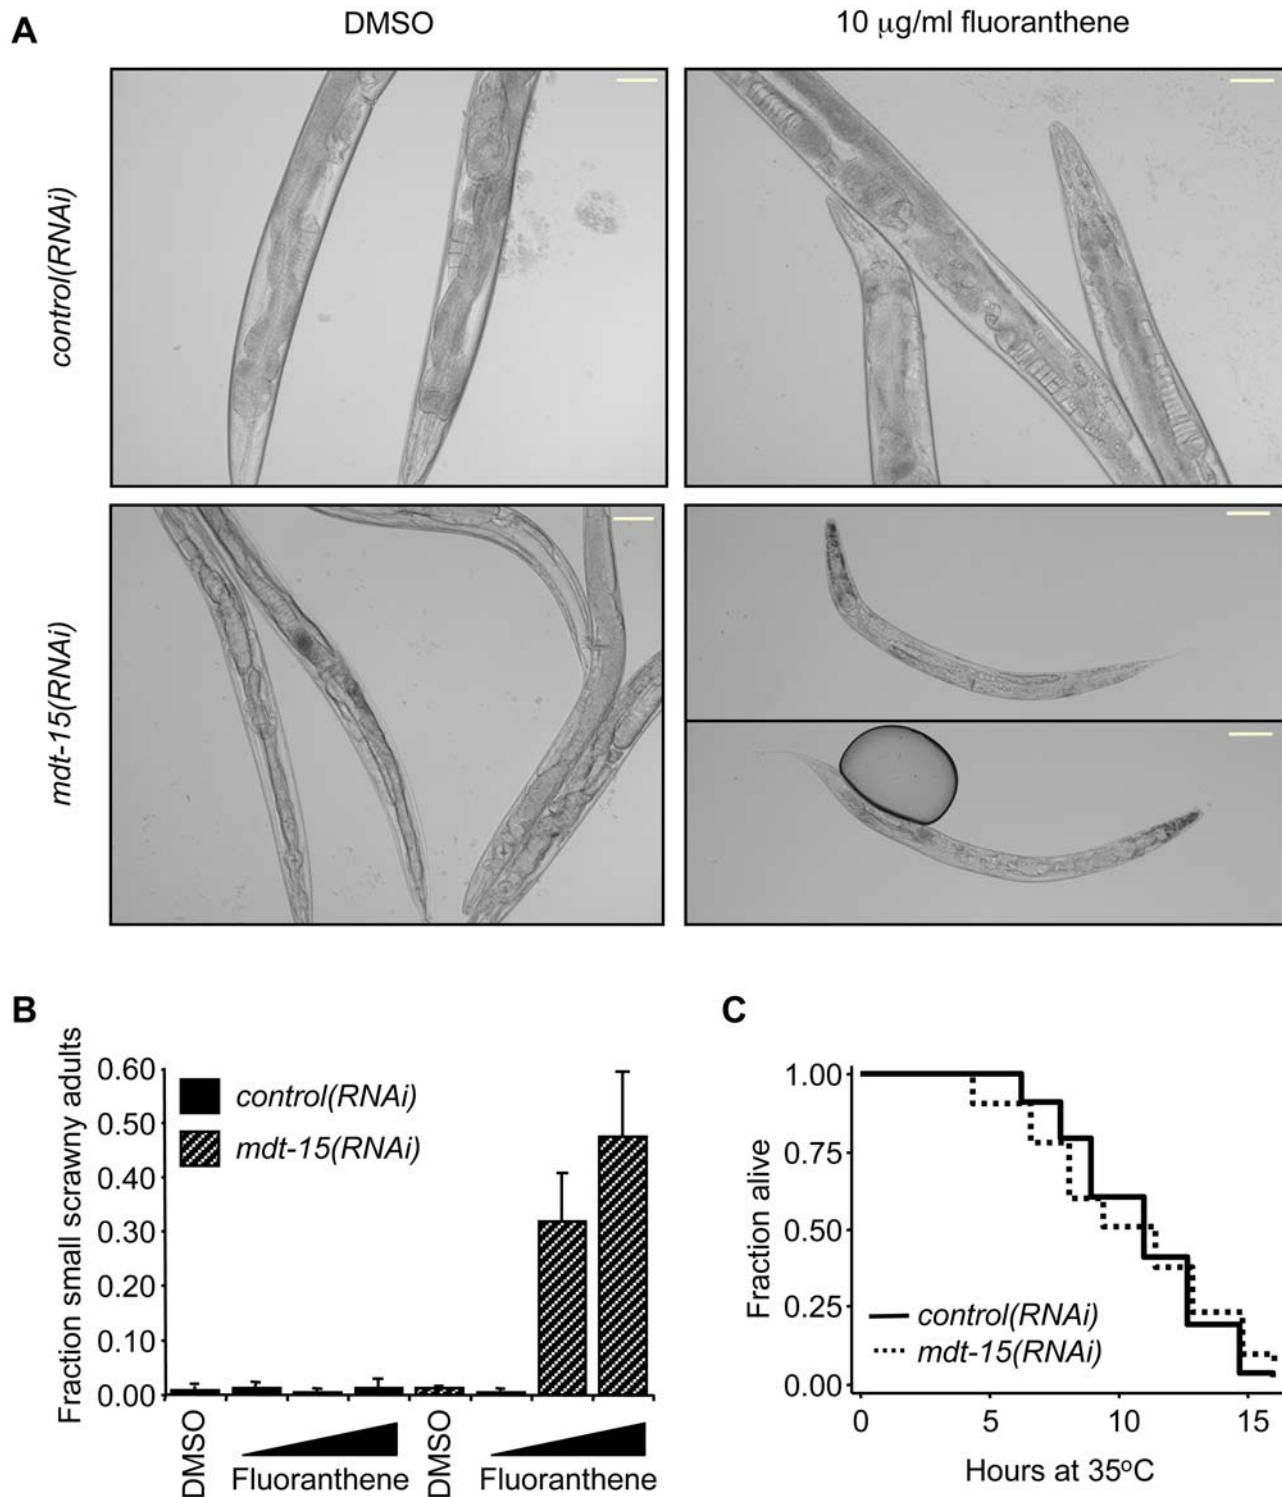 A
DMSO
10 μg/ml fluoranthene
control(RNAi)
mdt-15(RNAi)
B
Fraction small scrawny adults
0.60
0.50
0.40
0.30
0.20
0.10
0.00
control(RNAi)
mdt-15(RNAi)
DMSO
Fluoranthene
DMSO
Fluoranthene
C
Fraction alive
1.00
0.75
0.50
0.25
0.00
control(RNAi)
mdt-15(RNAi)
0 5 10 15
Hours at 35°C